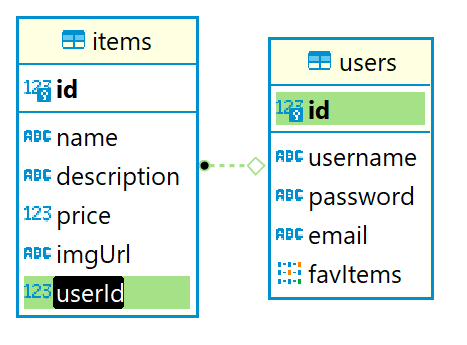 items
123 id
ABC name
ABC description
123 price
ABC imgUrl
123 userId
users
123 id
ABC username
ABC password
ABC email
favItems